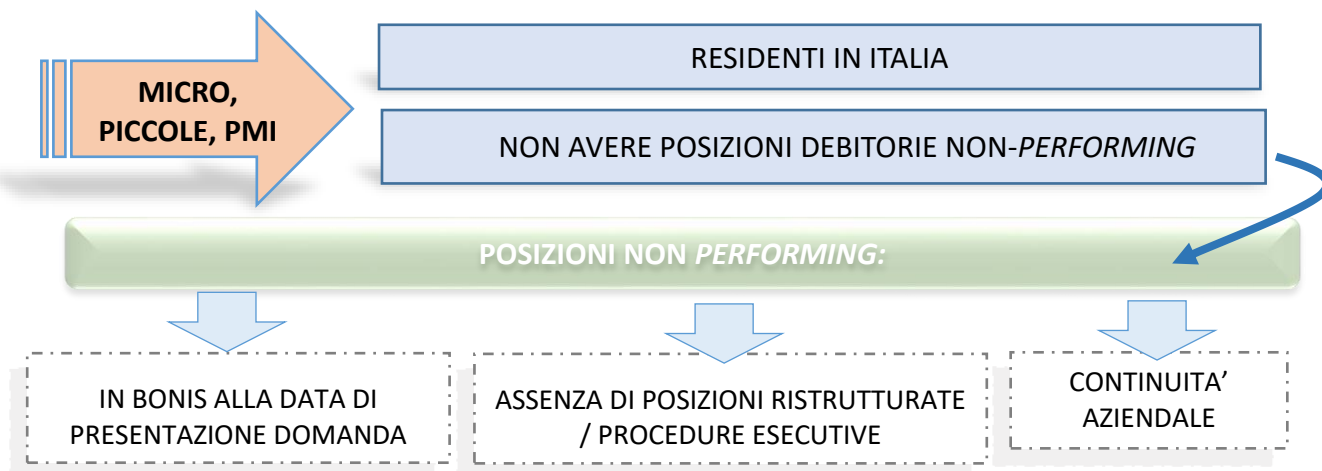 RESIDENTI IN ITALIA
MICRO,
PICCOLE, PMI
NON AVERE POSIZIONI DEBITORIE NON-PERFORMING
POSIZIONI NON PERFORMING:
IN BONIS ALLA DATA DI
PRESENTAZIONE DOMANDA
ASSENZA DI POSIZIONI RISTRUTTURATE
/ PROCEDURE ESECUTIVE
CONTINUITA’
AZIENDALE